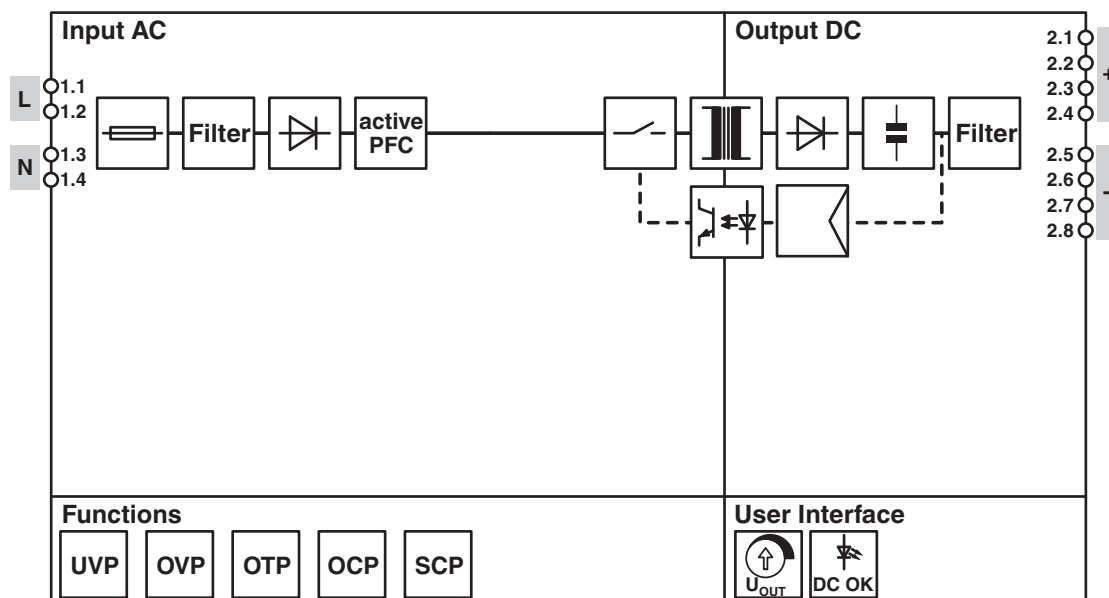 Input AC
Output DC
L
1.1
1.2
N
1.3
1.4
Filter
active
PFC
Filter
2.1
2.2
2.3
2.4
+
2.5
2.6
2.7
2.8
-
Functions
UVP
OVP
OTP
OCP
SCP
User Interface
UOUT
DC OK